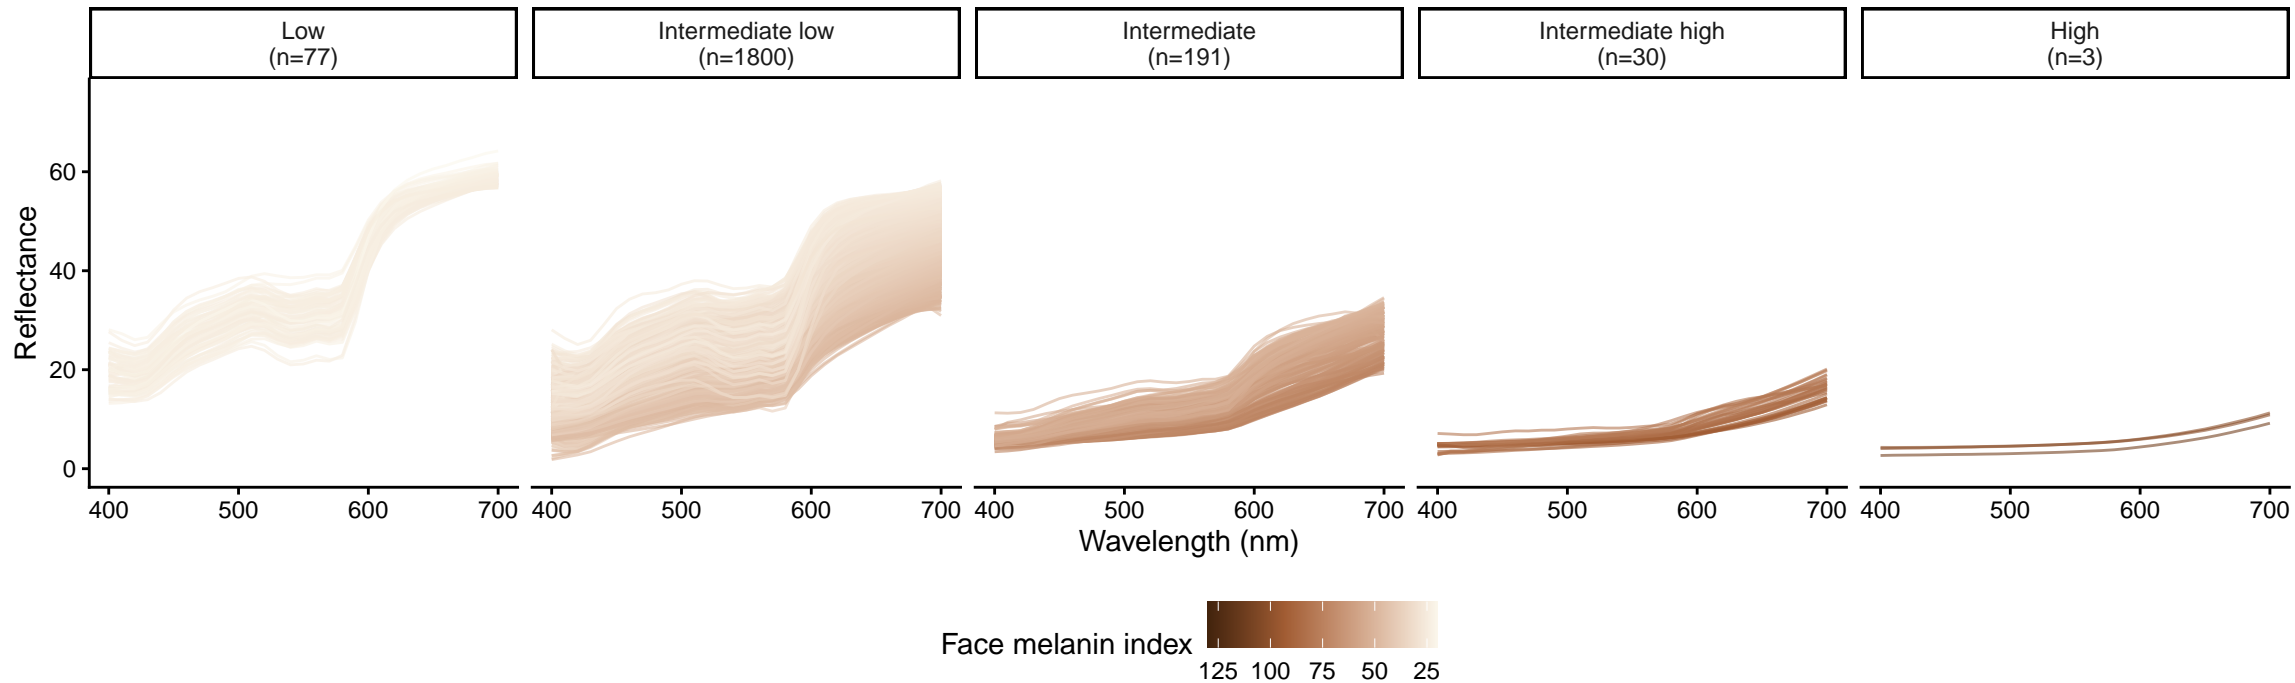 Low
(n=77)
Intermediate low
(n=1800)
Intermediate
(n=191)
Intermediate high
(n=30)
High
(n=3)
Reflectance
60
40
20
0
400 500 600 700
400 500 600 700
400 500 600 700
400 500 600 700
400 500 600 700
Wavelength (nm)
Face melanin index
125 100 75 50 25